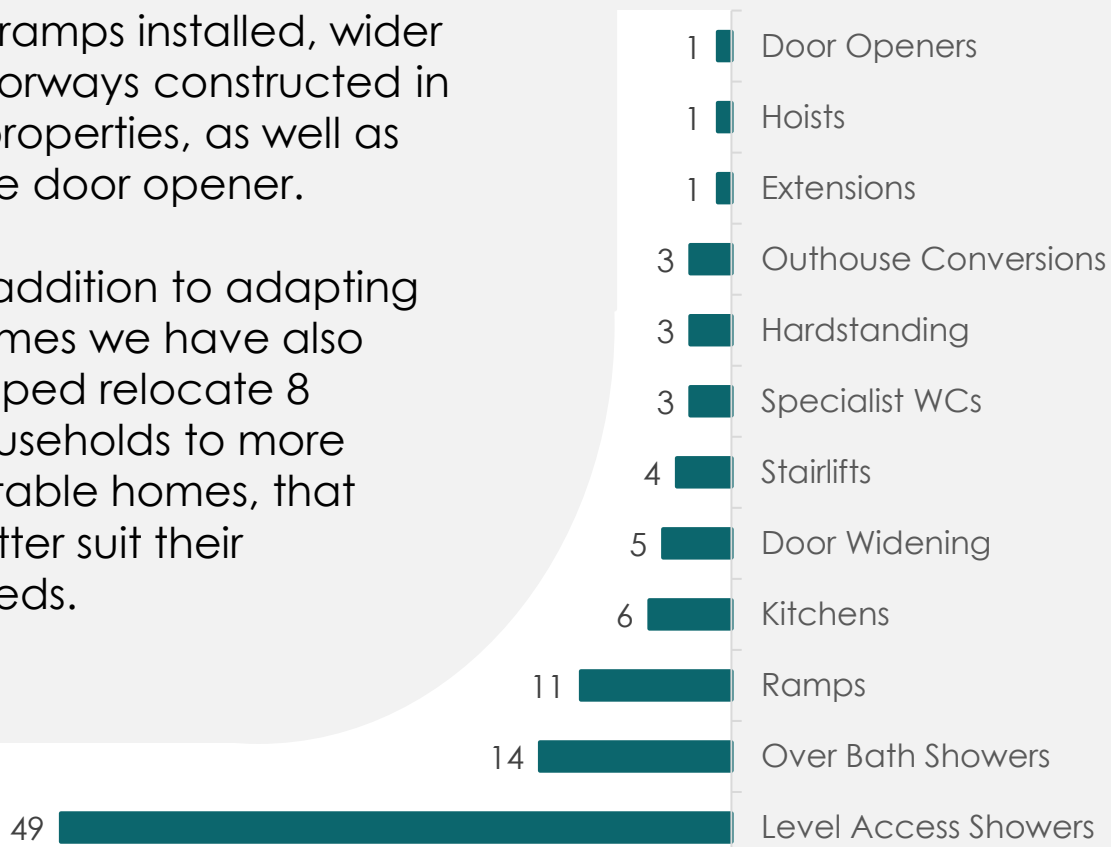 ramps installed, wider
orways constructed in
roperties, as well as
e door opener.
addition to adapting
mes we have also
ped relocate 8
useholds to more
table homes, that
tter suit their
eds.
1 Door Openers
1 Hoists
1 Extensions
3 Outhouse Conversions
3 Hardstanding
3 Specialist WCs
4 Stairlifts
5 Door Widening
6 Kitchens
11 Ramps
14 Over Bath Showers
49 Level Access Showers